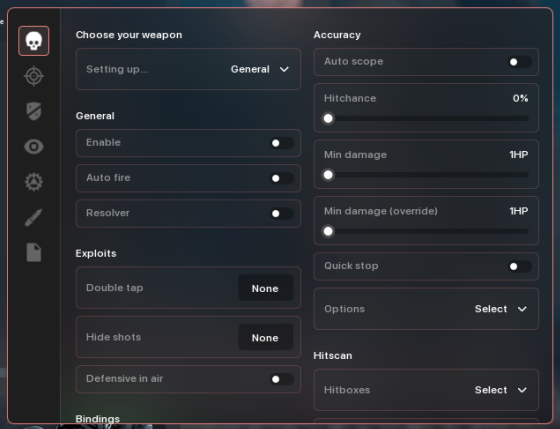 e
Choose your weapon
Setting up...
General
General
Enable
Auto fire
Resolver
Exploits
Double tap
None
Hide shots
None
Defensive in air
Bindings
Accuracy
Auto scope
Hitchance
0%
Min damage
1HP
Min damage (override)
1HP
Quick stop
Options
Select
Hitscan
Hitboxes
Select